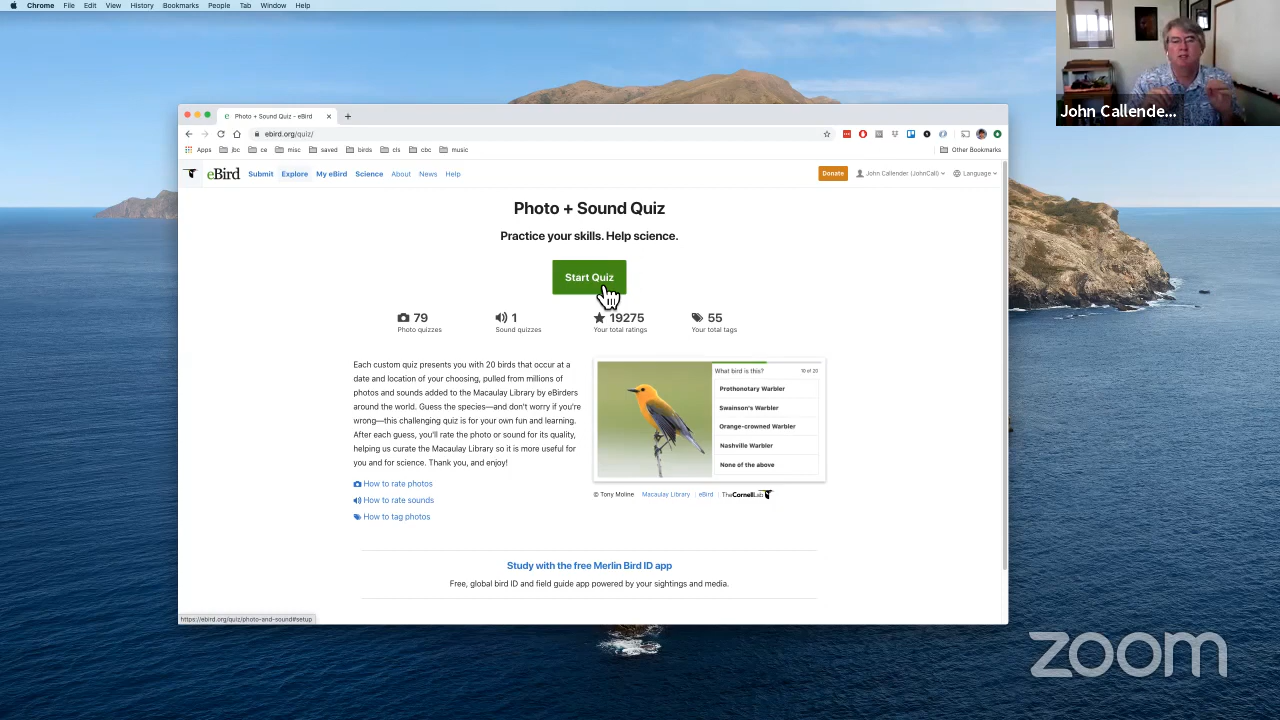 Chrome File Edit View History Bookmarks People Tab Window Help
John Callende...
Photo + Sound Quiz - eBird
ebird.org/quiz/
Apps jbc ce misc saved birds cls cbc music Other Bookmarks
eBird Submit Explore My eBird Science About News Help Donate John Callender (JohnCall) Language
Photo + Sound Quiz
Practice your skills. Help science.
Start Quiz
79 1 19275 55
Photo quizzes Sound quizzes Your total ratings Your total tags
Each custom quiz presents you with 20 birds that occur at a
date and location of your choosing, pulled from millions of
photos and sounds added to the Macaulay Library by eBirders
around the world. Guess the species—and don't worry if you're
wrong—this challenging quiz is for your own fun and learning.
After each guess, you'll rate the photo or sound for its quality,
helping us curate the Macaulay Library so it is more useful for
you and for science. Thank you, and enjoy!
How to rate photos
How to rate sounds
How to tag photos
What bird is this? 10 of 20
Prothonotary Warbler
Swainson's Warbler
Orange-crowned Warbler
Nashville Warbler
None of the above
© Tony Moline Macaulay Library eBird TheCornellLab
Study with the free Merlin Bird ID app
Free, global bird ID and field guide app powered by your sightings and media.
https://ebird.org/quiz/photo-and-sound#setup
zoom